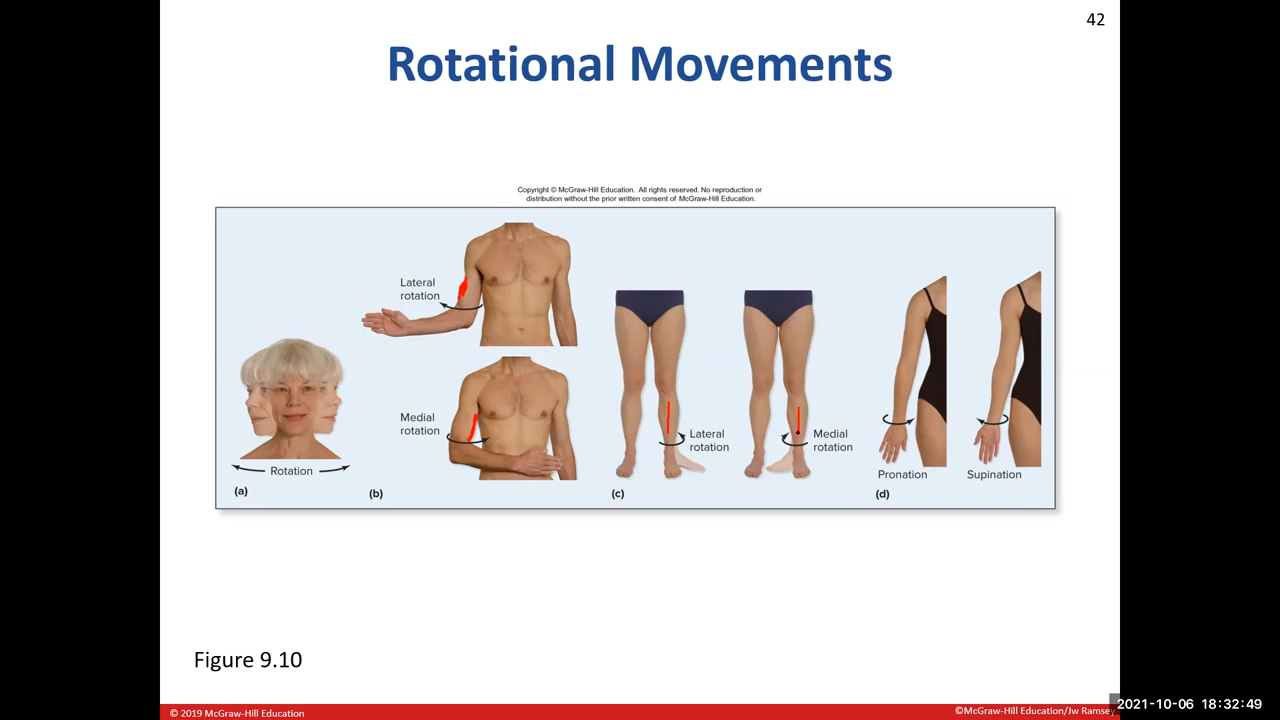 42
Rotational Movements
Copyright © McGraw-Hill Education. All rights reserved. No reproduction or
distribution without the prior written consent of McGraw-Hill Education.
Lateral
rotation
Medial
rotation
Rotation
(a)
(b)
Lateral
rotation
Medial
rotation
(c)
Pronation
Supination
(d)
Figure 9.10
© 2019 McGraw-Hill Education
©McGraw-Hill Education/Jw Ramsey
2021-10-06 18:32:49